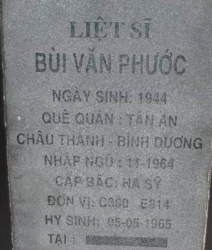 LIỆT SĨ
BÙI VĂN PHƯỚC
NGÀY SINH: 1944
QUÊ QUÁN: TÂN AN
CHÂU THÀNH - BÌNH DƯƠNG
NHẬP NGŨ: 11-1964
CẤP BẬC: HẠ SỸ
ĐƠN VỊ: C360 E814
HY SINH: 05-05-1965
TẠI: